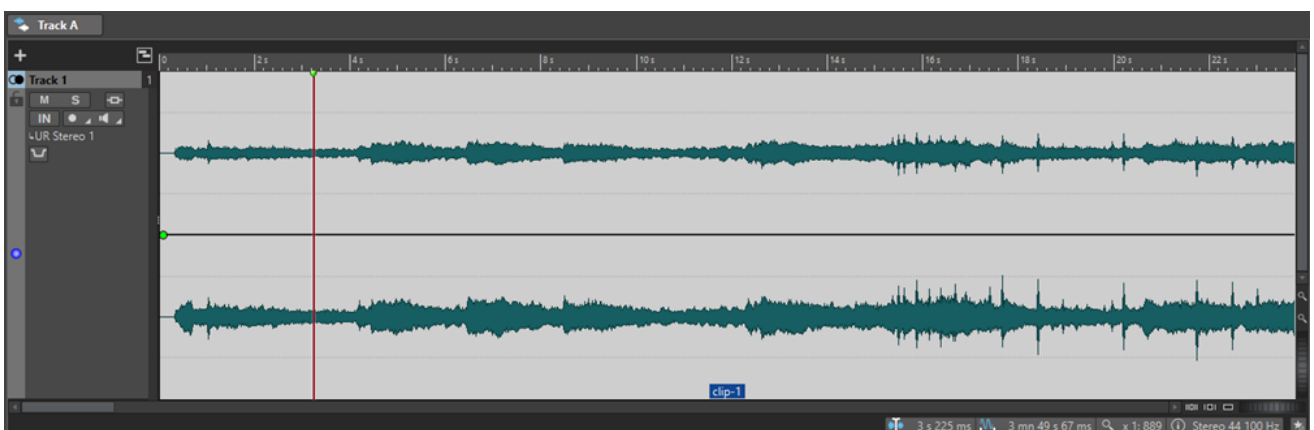 Track A
0 2 s 4 s 6 s 8 s 10 s 12 s 14 s 16 s 18 s 20 s 22 s
Track 1 1
M S
IN
UR Stereo 1
clip-1
3 s 225 ms 3 mn 49 s 67 ms x 1: 889 Stereo 44 100 Hz